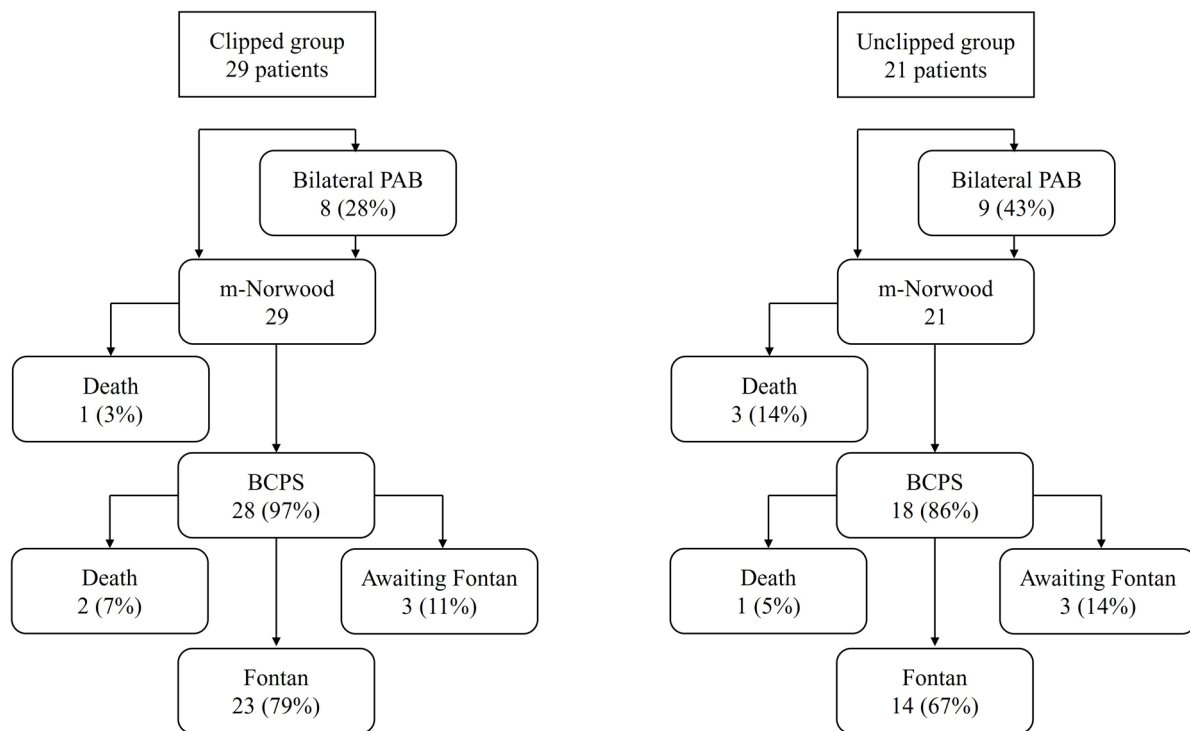 Clipped group
29 patients
Bilateral PAB
8 (28%)
m-Norwood
29
Death
1 (3%)
BCPS
28 (97%)
Death
2 (7%)
Awaiting Fontan
3 (11%)
Fontan
23 (79%)
Unclipped group
21 patients
Bilateral PAB
9 (43%)
m-Norwood
21
Death
3 (14%)
BCPS
18 (86%)
Death
1 (5%)
Awaiting Fontan
3 (14%)
Fontan
14 (67%)